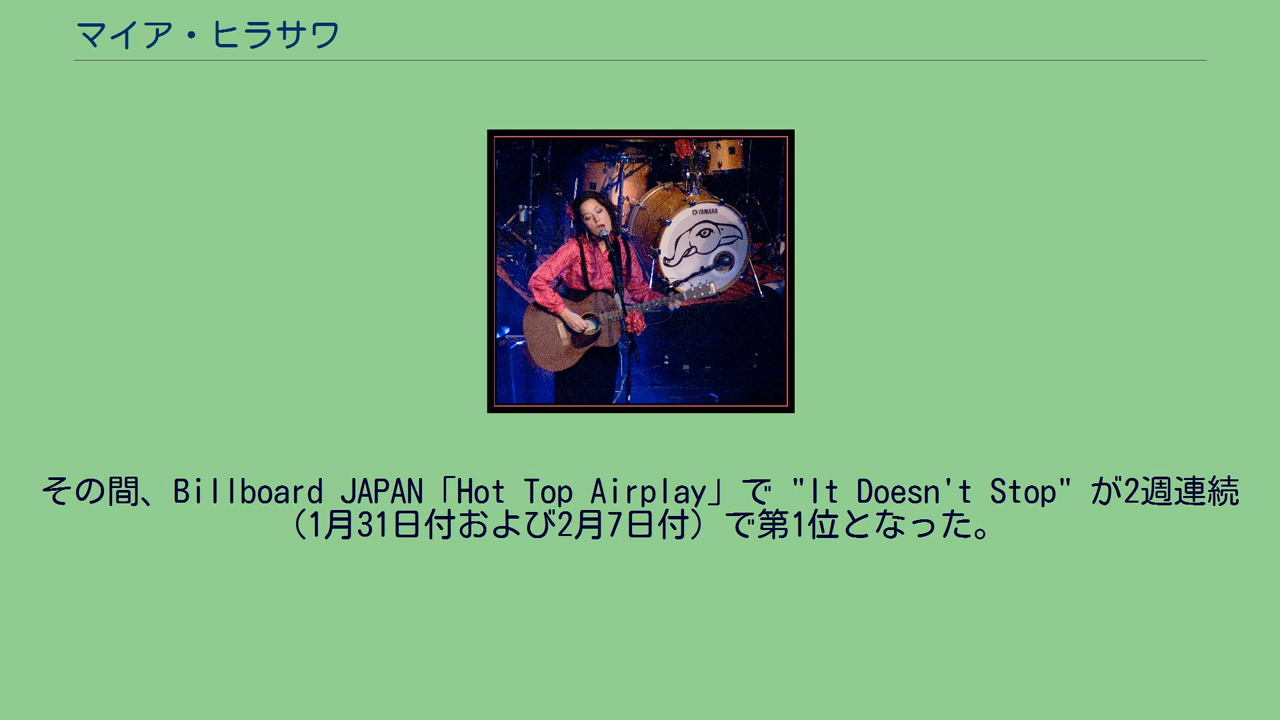 マイア・ヒラサワ
YAMAHA
その間、Billboard JAPAN「Hot Top Airplay」で "It Doesn't Stop" が2週連続
（1月31日付および2月7日付）で第1位となった。